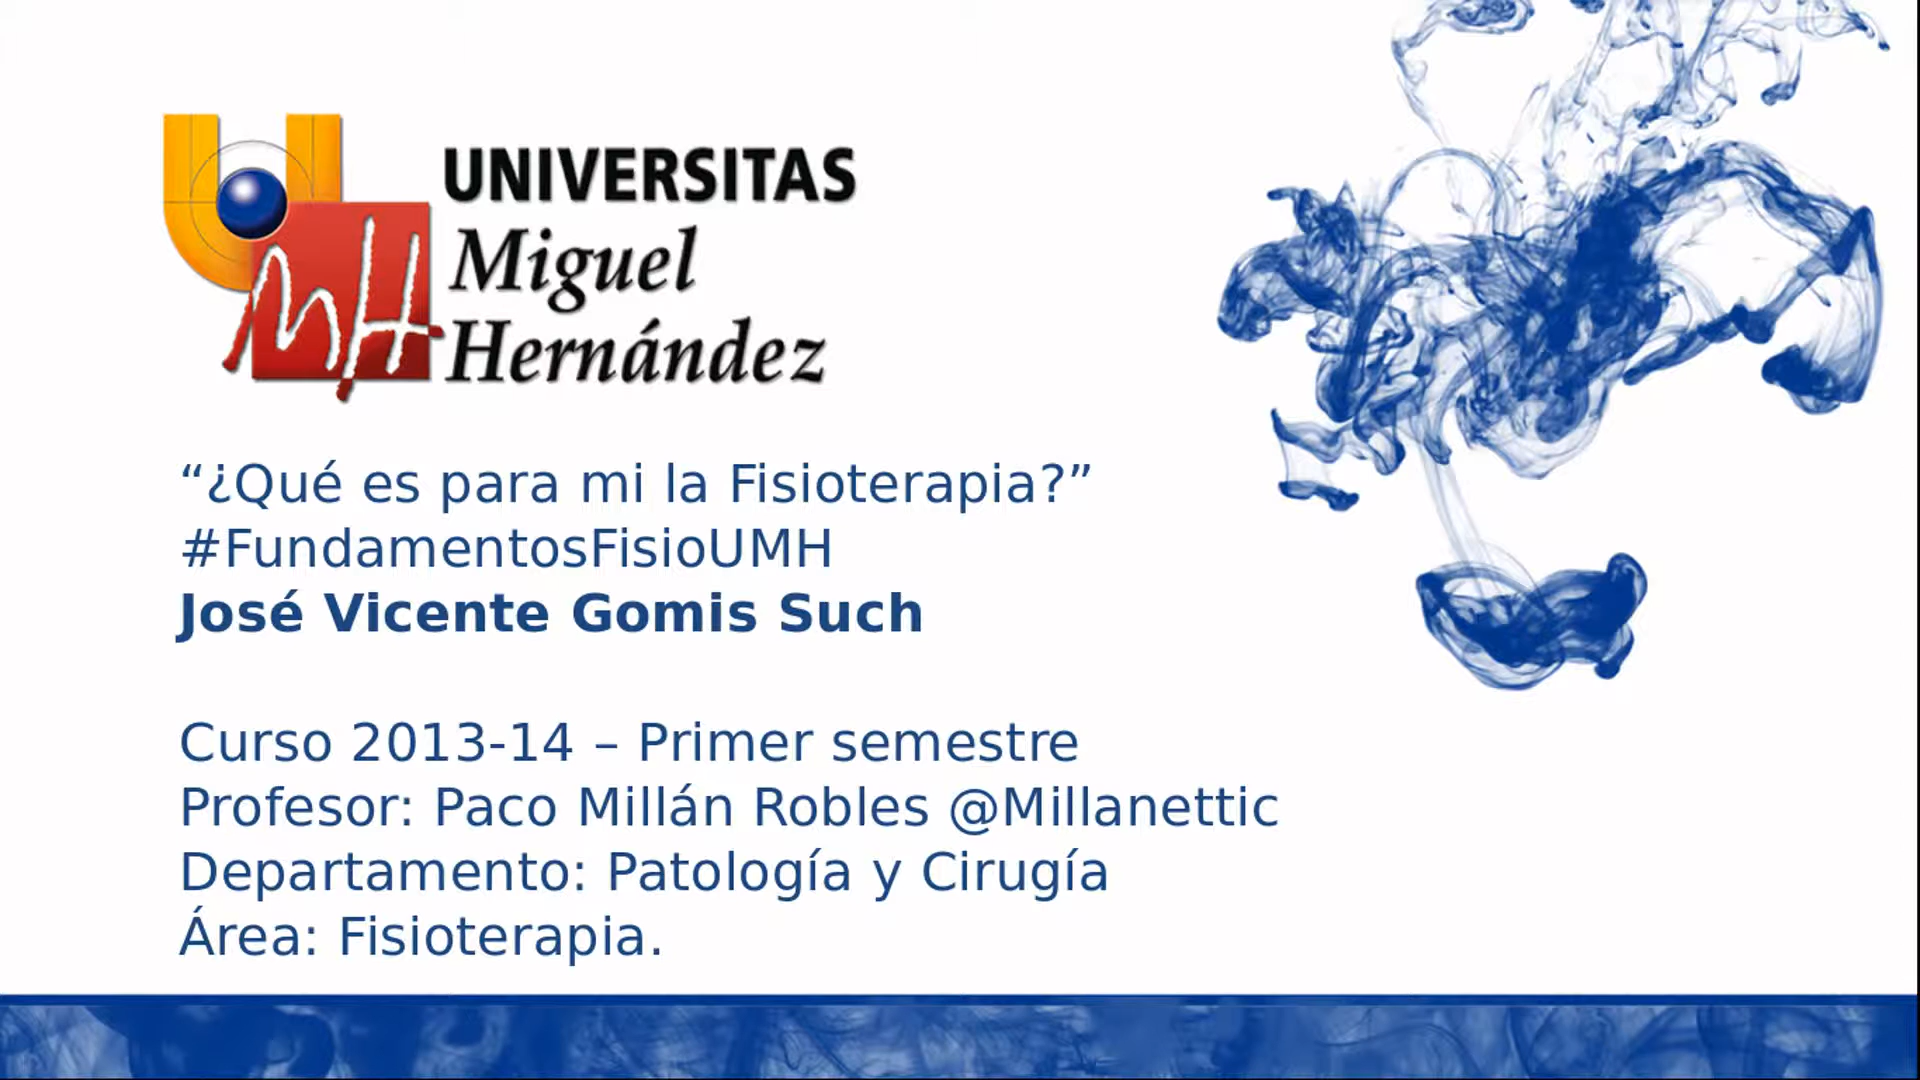 UNIVERSITAS
Miguel
Hernández
MH
“¿Qué es para mi la Fisioterapia?”
#FundamentosFisioUMH
José Vicente Gomis Such
Curso 2013-14 – Primer semestre
Profesor: Paco Millán Robles @Millanettic
Departamento: Patología y Cirugía
Área: Fisioterapia.